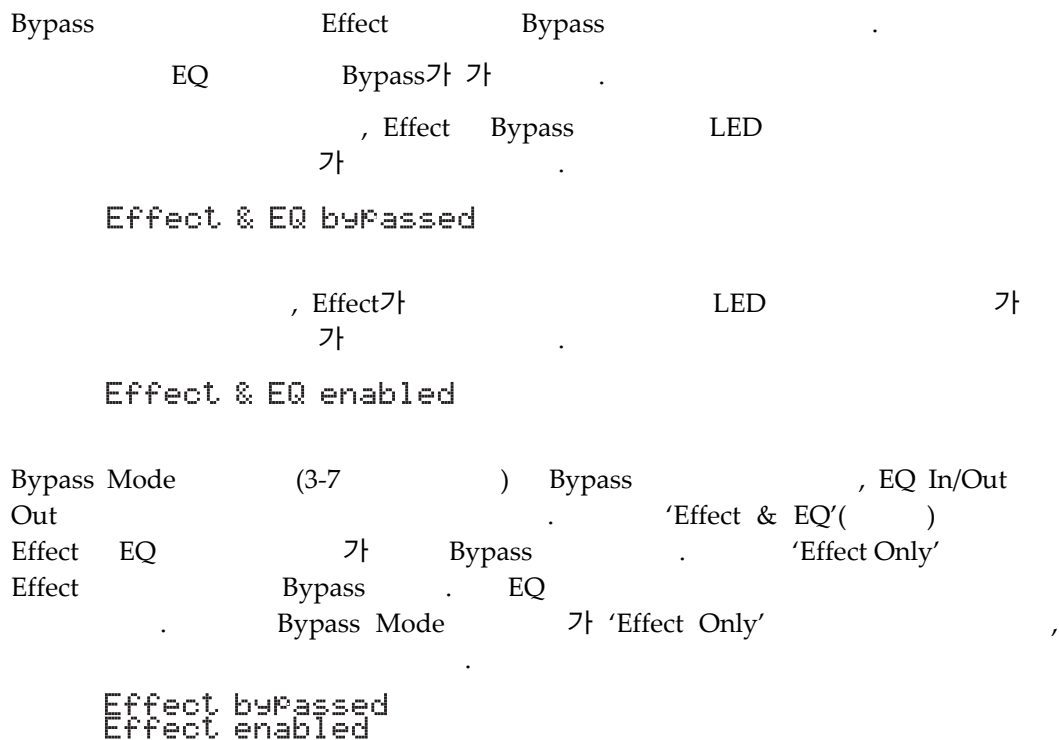 Bypass Effect Bypass .
EQ Bypass가 가 .
, Effect Bypass LED
가 .
Effect & EQ bypassed
, Effect가 LED 가
가 .
Effect & EQ enabled
Bypass Mode (3-7 ) Bypass , EQ In/Out
Out . ‘Effect & EQ’( )
Effect EQ 가 Bypass . ‘Effect Only’
Effect Bypass . EQ
. Bypass Mode 가 ‘Effect Only’ ,
.
Effect bypassed
Effect enabled